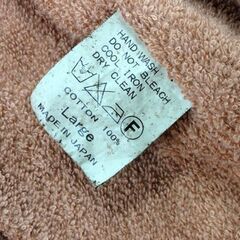 HAND WASH
DO NOT BLEACH
COOL IRON
DRY CLEAN
F
COTTON 100%
Large
MADE IN JAPAN